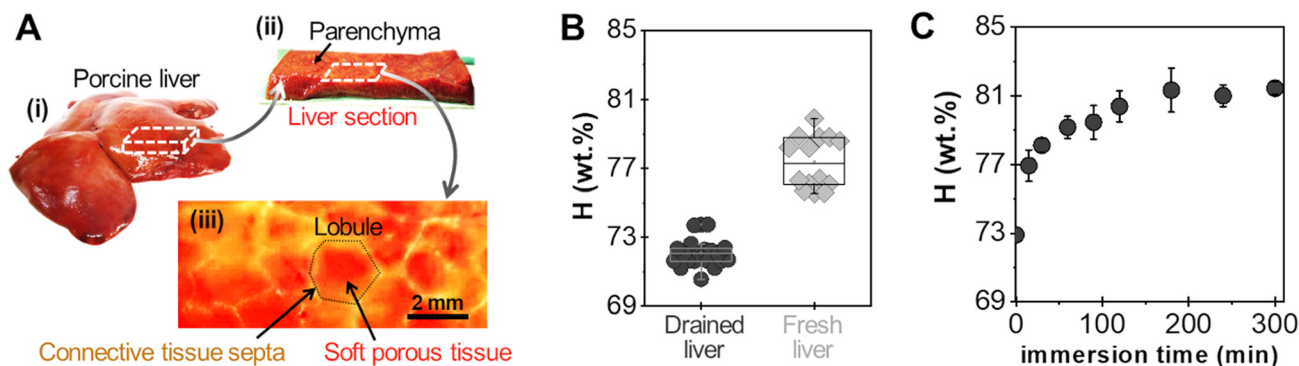 A
(i)
Porcine liver
(ii)
Parenchyma
Liver section
(iii)
Lobule
2 mm
Connective tissue septa
Soft porous tissue
B
H (wt.%)
85
81
77
73
69
Drained
liver
Fresh
liver
C
H (wt.%)
85
81
77
73
69
0
100
200
300
immersion time (min)